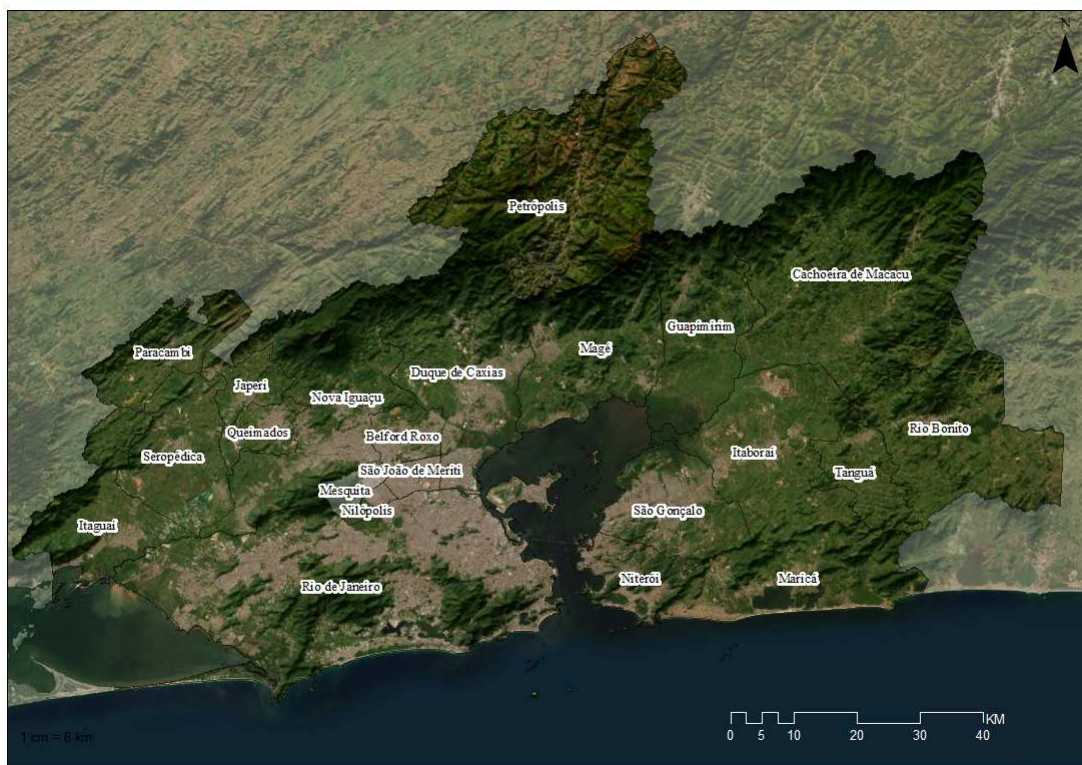 N
Petrópolis
Cachoeira de Macacu
Guapimirim
Magé
Paracambi
Duque de Caxias
Japeri
Nova Iguaçu
Rio Bonito
Queimados
Belford Roxo
Itaboraí
Seropédica
São João de Meriti
Tanguá
Mesquita
Nilópolis
São Gonçalo
Itaguaí
Niterói
Maricá
Rio de Janeiro
KM
0 5 10 20 30 40
1 cm = 6 km